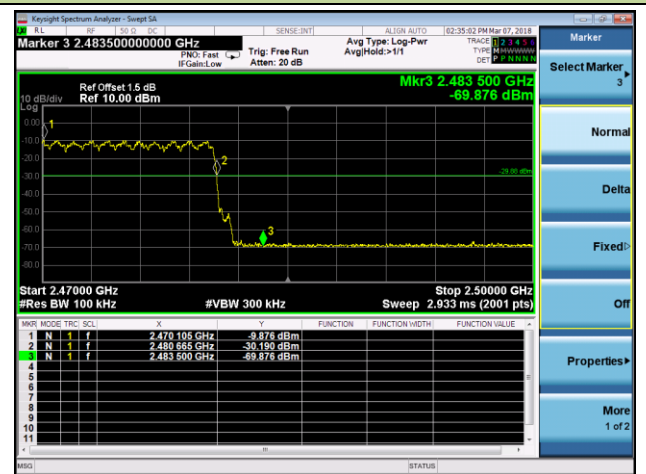 Keysight Spectrum Analyzer - Swept SA
RL RF 50 Ω DC SENSE:INT ALIGN AUTO 02:35:02 PM Mar 07, 2018
Marker 3 2.483500000000 GHz
PNO: Fast
IFGain:Low
Trig: Free Run
Atten: 20 dB
Avg Type: Log-Pwr
Avg|Hold:>1/1
TRACE 1 2 3 4 5 6
TYPE MMWWWWW
DET P P N N N N
Ref Offset 1.5 dB
10 dB/div Ref 10.00 dBm
Log
Mkr3 2.483 500 GHz
-69.876 dBm
0.00
-10.0
-20.0
-30.0
-40.0
-50.0
-60.0
-70.0
-80.0
1
2
3
-29.88 dBm
Start 2.47000 GHz Stop 2.50000 GHz
#Res BW 100 kHz #VBW 300 kHz Sweep 2.933 ms (2001 pts)
MKR MODE TRC SCL X Y FUNCTION FUNCTION WIDTH FUNCTION VALUE
1 N 1 f 2.470 105 GHz -9.876 dBm
2 N 1 f 2.480 665 GHz -30.190 dBm
3 N 1 f 2.483 500 GHz -69.876 dBm
4
5
6
7
8
9
10
11
MSG STATUS
Marker
Select Marker
3
Normal
Delta
Fixed
Off
Properties
More
1 of 2